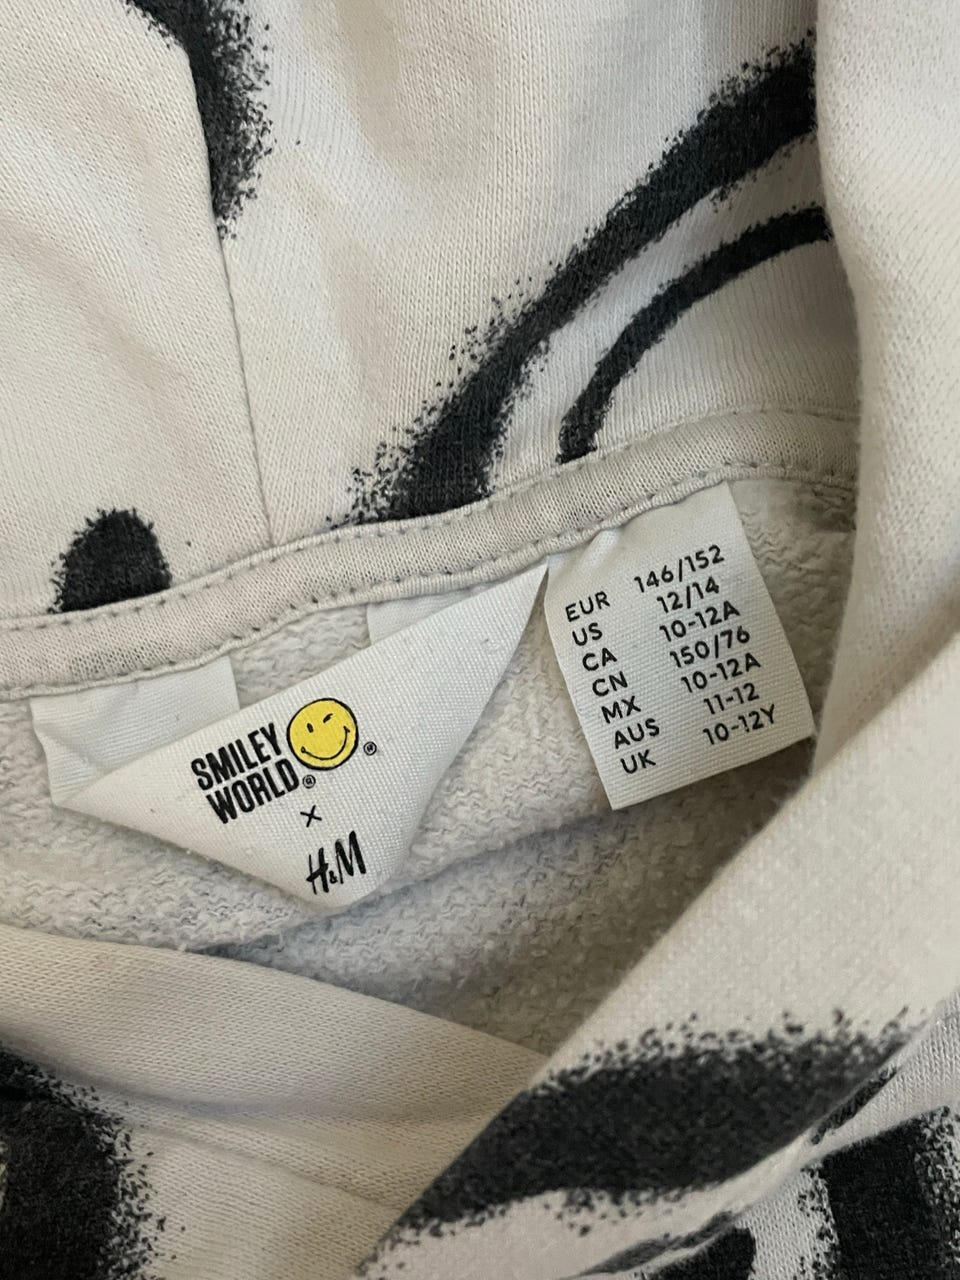 SMILEY
WORLD®
®
×
H&M
EUR 146/152
US 12/14
CA 10-12A
CN 150/76
MX 10-12A
AUS 11-12
UK 10-12Y